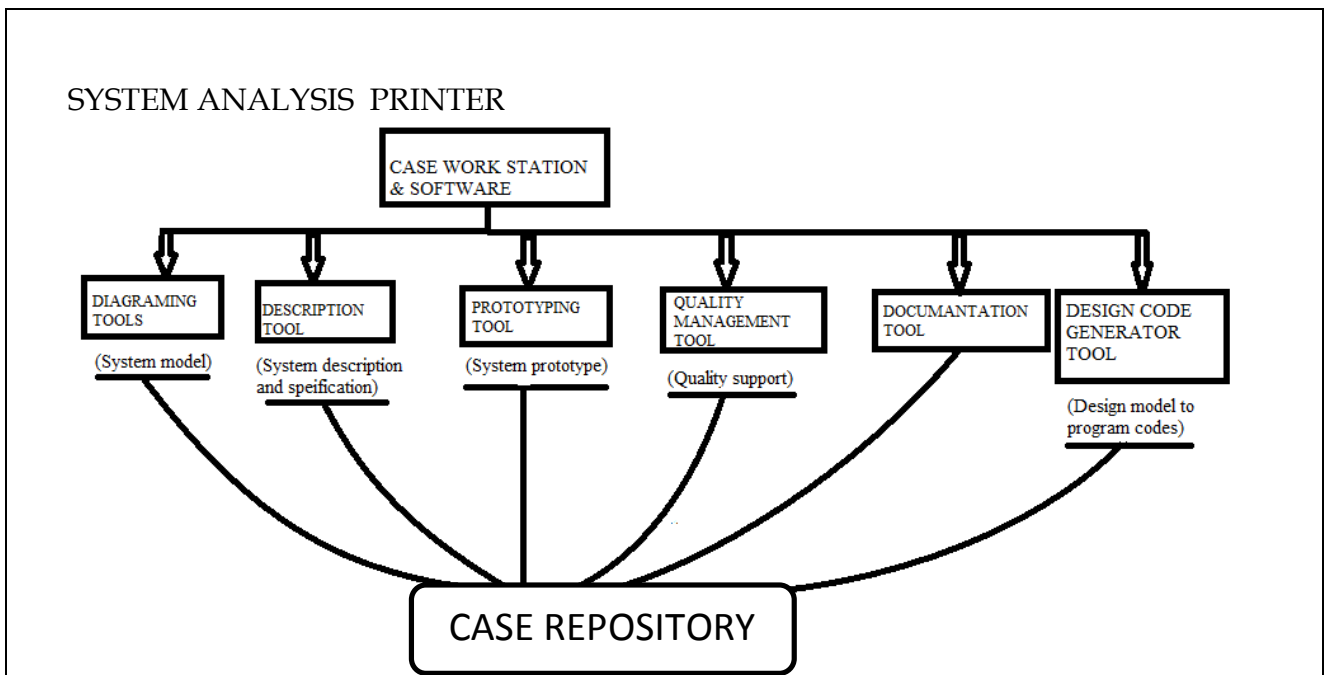 SYSTEM ANALYSIS PRINTER
CASE WORK STATION
& SOFTWARE
DIAGRAMING
TOOLS
(System model)
DESCRIPTION
TOOL
(System description
and speification)
PROTOTYPING
TOOL
(System prototype)
QUALITY
MANAGEMENT
TOOL
(Quality support)
DOCUMANTATION
TOOL
DESIGN CODE
GENERATOR
TOOL
(Design model to
program codes)
CASE REPOSITORY